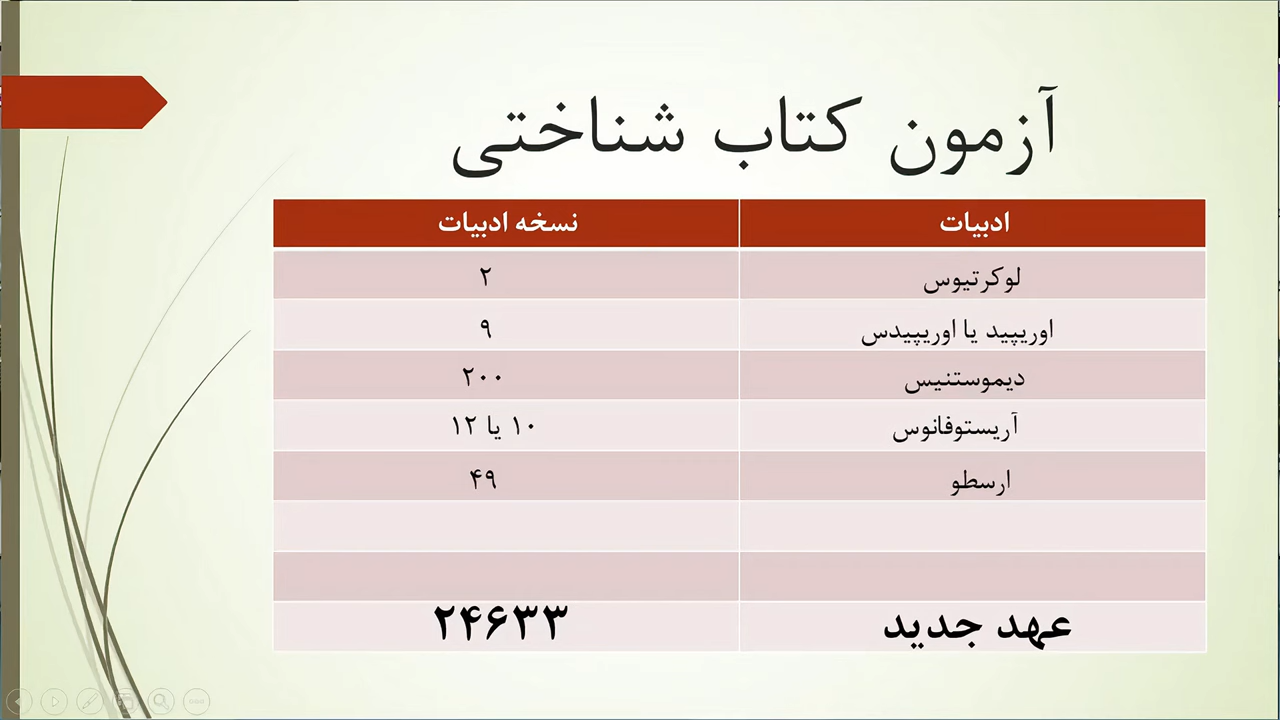 آزمون کتاب شناختی
ادبیات نسخه ادبیات
لوکرتیوس ۲
اوریپید یا اوریپیدس ۹
دیموستنیس ۲۰۰
آریستوفانوس ۱۰ یا ۱۲
ارسطو ۴۹
عهد جدید ۲۴۶۳۳